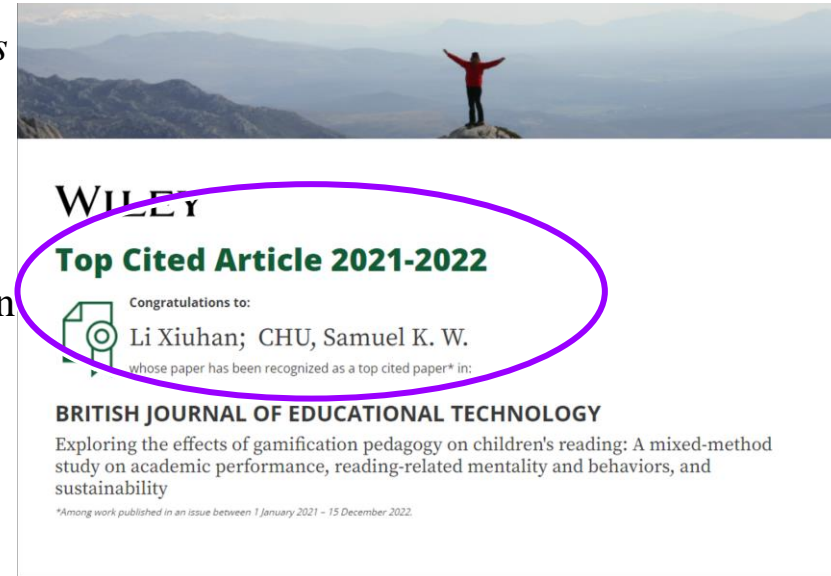 s
WILEY
Top Cited Article 2021-2022
n
Congratulations to:
Li Xiuhan; CHU, Samuel K. W.
whose paper has been recognized as a top cited paper* in:
BRITISH JOURNAL OF EDUCATIONAL TECHNOLOGY
Exploring the effects of gamification pedagogy on children's reading: A mixed-method
study on academic performance, reading-related mentality and behaviors, and
sustainability
*Among work published in an issue between 1 January 2021 – 15 December 2022.